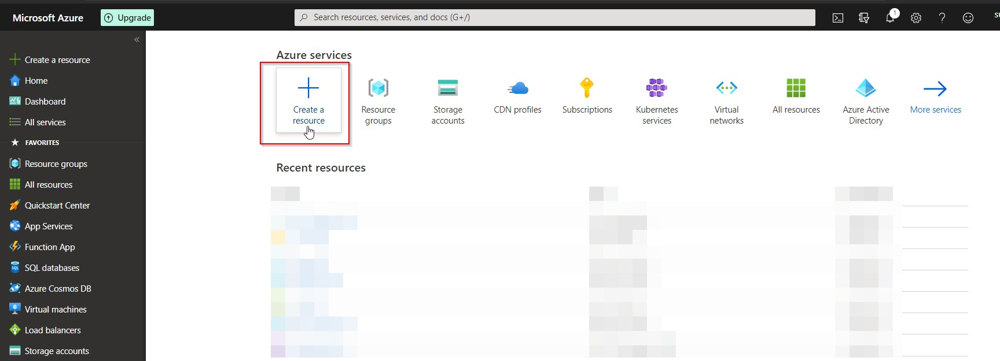 Microsoft Azure
Upgrade
Search resources, services, and docs (G+/)
1
Create a resource
Home
Dashboard
All services
FAVORITES
Resource groups
All resources
Quickstart Center
App Services
Function App
SQL databases
Azure Cosmos DB
Virtual machines
Load balancers
Storage accounts
Azure services
Create a
resource
Resource
groups
Storage
accounts
CDN profiles
Subscriptions
Kubernetes
services
Virtual
networks
All resources
Azure Active
Directory
More services
Recent resources